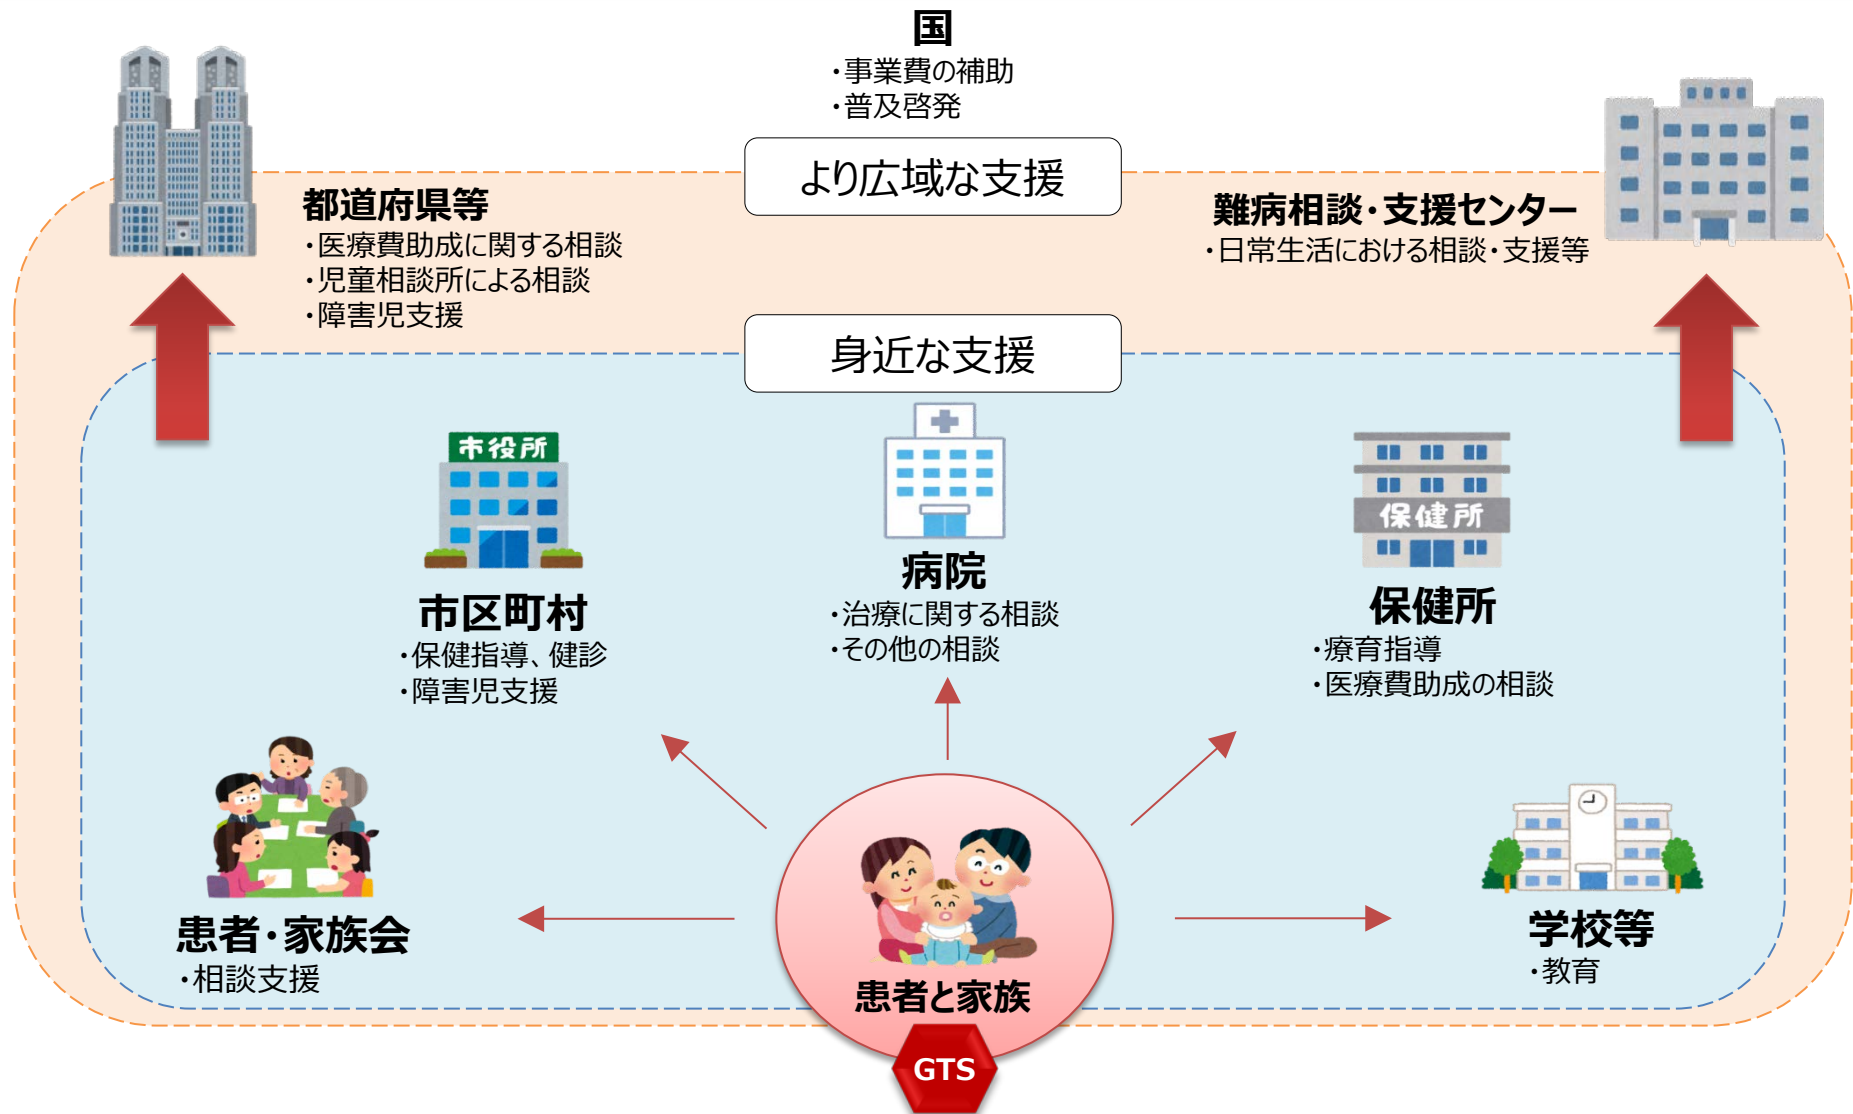 国
・事業費の補助
・普及啓発
より広域な支援
都道府県等
・医療費助成に関する相談
・児童相談所による相談
・障害児支援
難病相談・支援センター
・日常生活における相談・支援等
身近な支援
市役所
市区町村
・保健指導、健診
・障害児支援
病院
・治療に関する相談
・その他の相談
保健所
保健所
・療育指導
・医療費助成の相談
患者・家族会
・相談支援
患者と家族
GTS
学校等
・教育